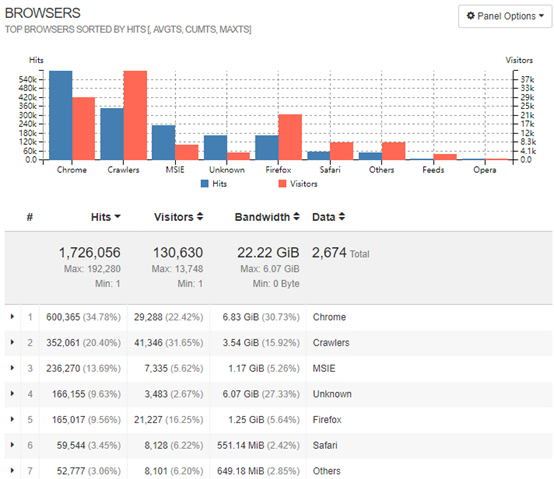 BROWSERS
Panel Options
TOP BROWSERS SORTED BY HITS [, AVGTS, CUMTS, MAXTS]
Hits Visitors
540k 37k
480k 33k
420k 29k
360k 25k
300k 21k
240k 17k
180k 12k
120k 8.3k
60k 4.1k
0.0 0.0
Chrome Crawlers MSIE Unknown Firefox Safari Others Feeds Opera
Hits Visitors
# Hits Visitors Bandwidth Data
1,726,056 130,630 22.22 GiB 2,674 Total
Max: 192,280 Max: 13,748 Max: 6.07 GiB
Min: 1 Min: 1 Min: 0 Byte
1 600,365 (34.78%) 29,288 (22.42%) 6.83 GiB (30.73%) Chrome
2 352,061 (20.40%) 41,346 (31.65%) 3.54 GiB (15.92%) Crawlers
3 236,270 (13.69%) 7,335 (5.62%) 1.17 GiB (5.26%) MSIE
4 166,155 (9.63%) 3,483 (2.67%) 6.07 GiB (27.33%) Unknown
5 165,017 (9.56%) 21,227 (16.25%) 1.25 GiB (5.64%) Firefox
6 59,544 (3.45%) 8,128 (6.22%) 551.14 MiB (2.42%) Safari
7 52,777 (3.06%) 8,101 (6.20%) 649.18 MiB (2.85%) Others